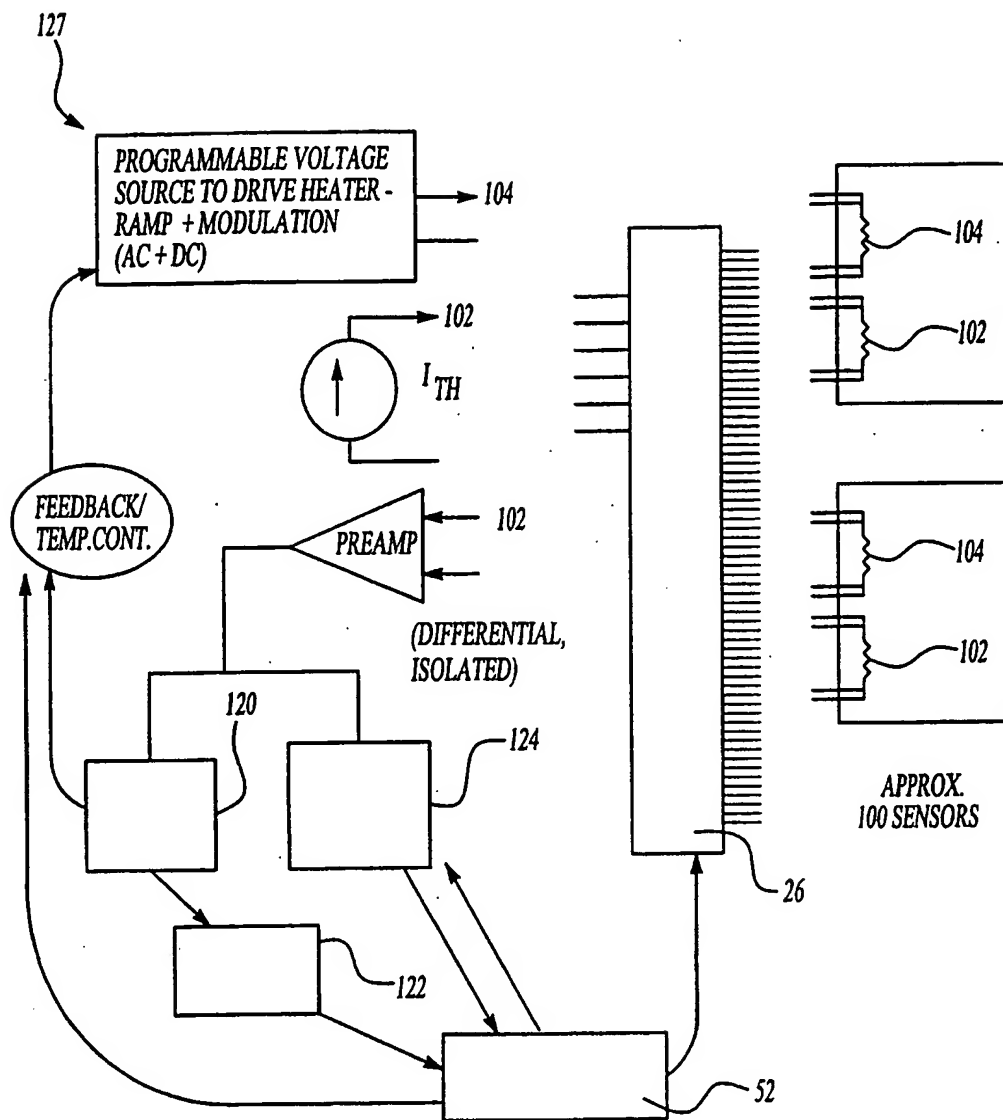 127
PROGRAMMABLE VOLTAGE
SOURCE TO DRIVE HEATER -
RAMP + MODULATION
(AC + DC)
104
102
I TH
104
102
FEEDBACK/
TEMP.CONT.
PREAMP
102
(DIFFERENTIAL,
ISOLATED)
104
102
120
124
APPROX.
100 SENSORS
26
122
52